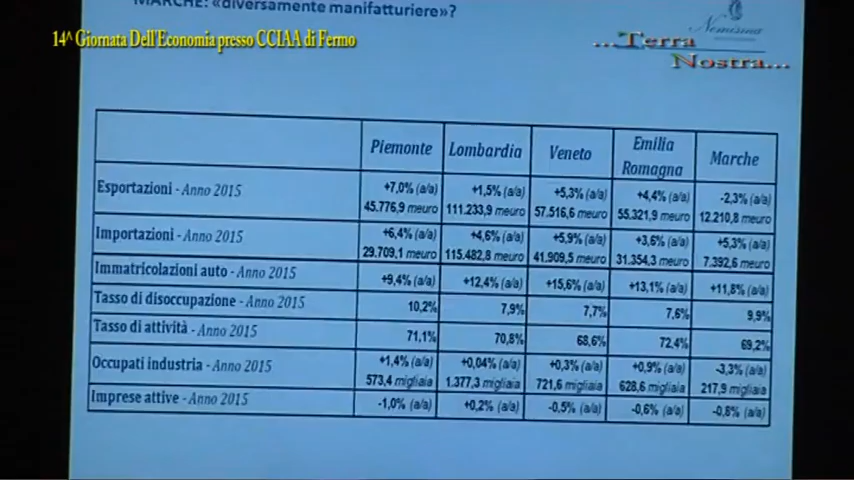 MARCHE: «diversamente manifatturiere»?
14^ Giornata Dell'Economia presso CCIAA di Fermo
Nemesina
...Terra
Nostra...
Piemonte Lombardia Veneto Emilia Romagna Marche
Esportazioni - Anno 2015 +7,0% (a/a) +1,5% (a/a) +5,3% (a/a) +4,4% (a/a) -2,3% (a/a)
45.776,9 meuro 111.233,9 meuro 57.516,6 meuro 55.321,9 meuro 12.210,8 meuro
Importazioni - Anno 2015 +6,4% (a/a) +4,6% (a/a) +5,9% (a/a) +3,6% (a/a) +5,3% (a/a)
29.709,1 meuro 115.482,8 meuro 41.909,5 meuro 31.354,3 meuro 7.392,6 meuro
Immatricolazioni auto - Anno 2015 +9,4% (a/a) +12,4% (a/a) +15,6% (a/a) +13,1% (a/a) +11,8% (a/a)
Tasso di disoccupazione - Anno 2015 10,2% 7,9% 7,7% 7,6% 9,9%
Tasso di attività - Anno 2015 71,1% 70,8% 68,6% 72,4% 69,2%
Occupati industria - Anno 2015 +1,4% (a/a) +0,04% (a/a) +0,3% (a/a) +0,9% (a/a) -3,3% (a/a)
573,4 migliaia 1.377,3 migliaia 721,6 migliaia 628,6 migliaia 217,9 migliaia
Imprese attive - Anno 2015 -1,0% (a/a) +0,2% (a/a) -0,5% (a/a) -0,6% (a/a) -0,8% (a/a)